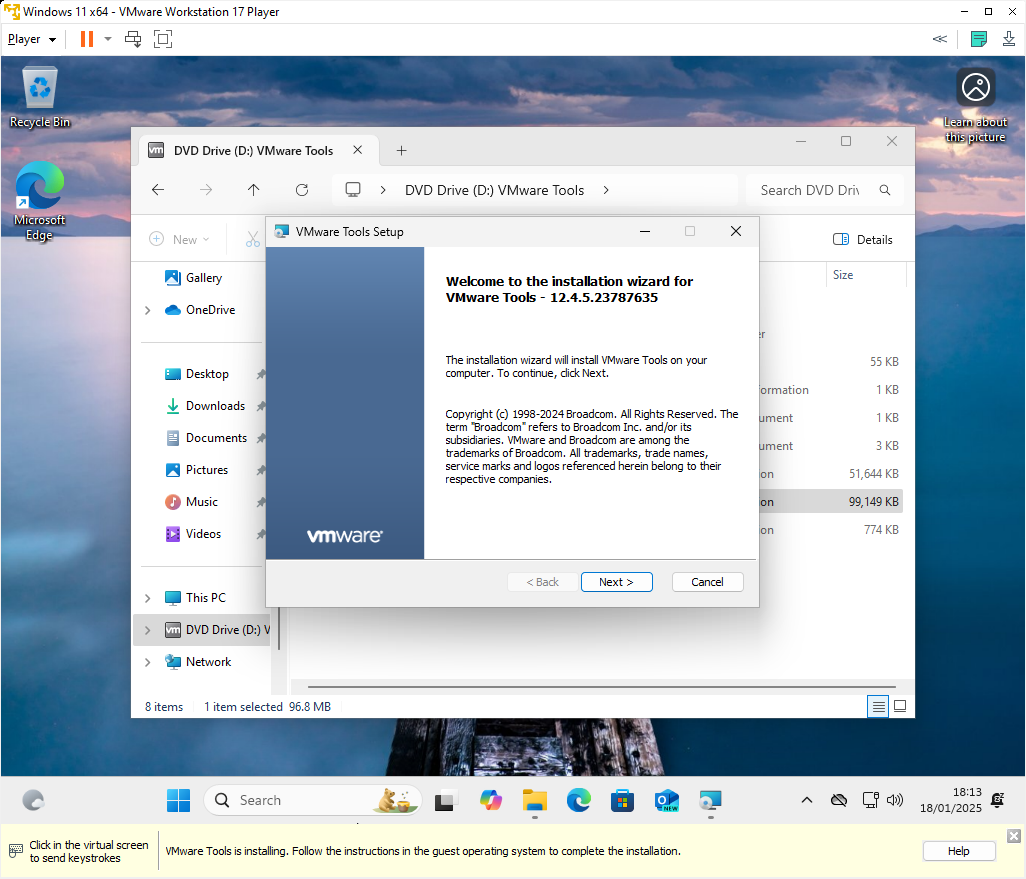 Windows 11 x64 - VMware Workstation 17 Player
Player
Recycle Bin
Learn about
this picture
Microsoft
Edge
vm
DVD Drive (D:) VMware Tools
DVD Drive (D:) VMware Tools
Search DVD Driv
New
Details
Size
Gallery
OneDrive
Desktop
Downloads
Documents
Pictures
Music
Videos
This PC
vm
DVD Drive (D:) V
Network
er
55 KB
formation
1 KB
ument
1 KB
ument
3 KB
on
51,644 KB
on
99,149 KB
on
774 KB
VMware Tools Setup
Welcome to the installation wizard for
VMware Tools - 12.4.5.23787635
The installation wizard will install VMware Tools on your
computer. To continue, click Next.
Copyright (c) 1998-2024 Broadcom. All Rights Reserved. The
term "Broadcom" refers to Broadcom Inc. and/or its
subsidiaries. VMware and Broadcom are among the
trademarks of Broadcom. All trademarks, trade names,
service marks and logos referenced herein belong to their
respective companies.
vmware®
< Back
Next >
Cancel
8 items
1 item selected 96.8 MB
Search
NEW
18:13
18/01/2025
Click in the virtual screen
to send keystrokes
VMware Tools is installing. Follow the instructions in the guest operating system to complete the installation.
Help